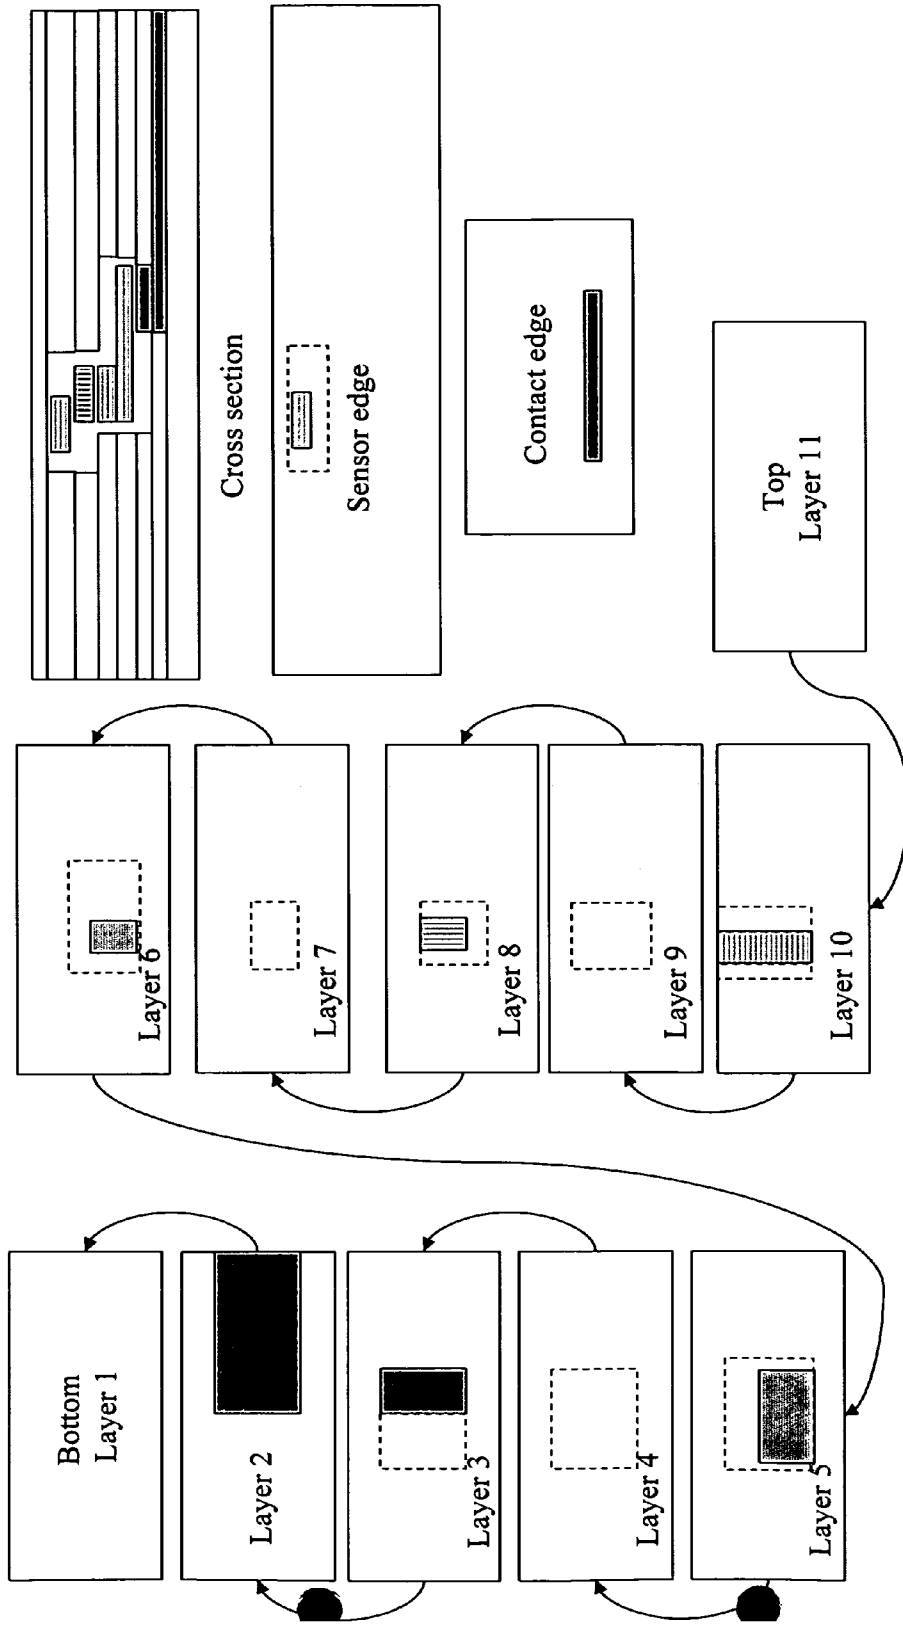 Bottom
Layer 1
Layer 2
Layer 3
Layer 4
Layer 5
Layer 6
Layer 7
Layer 8
Layer 9
Layer 10
Top
Layer 11
Cross section
Sensor edge
Contact edge